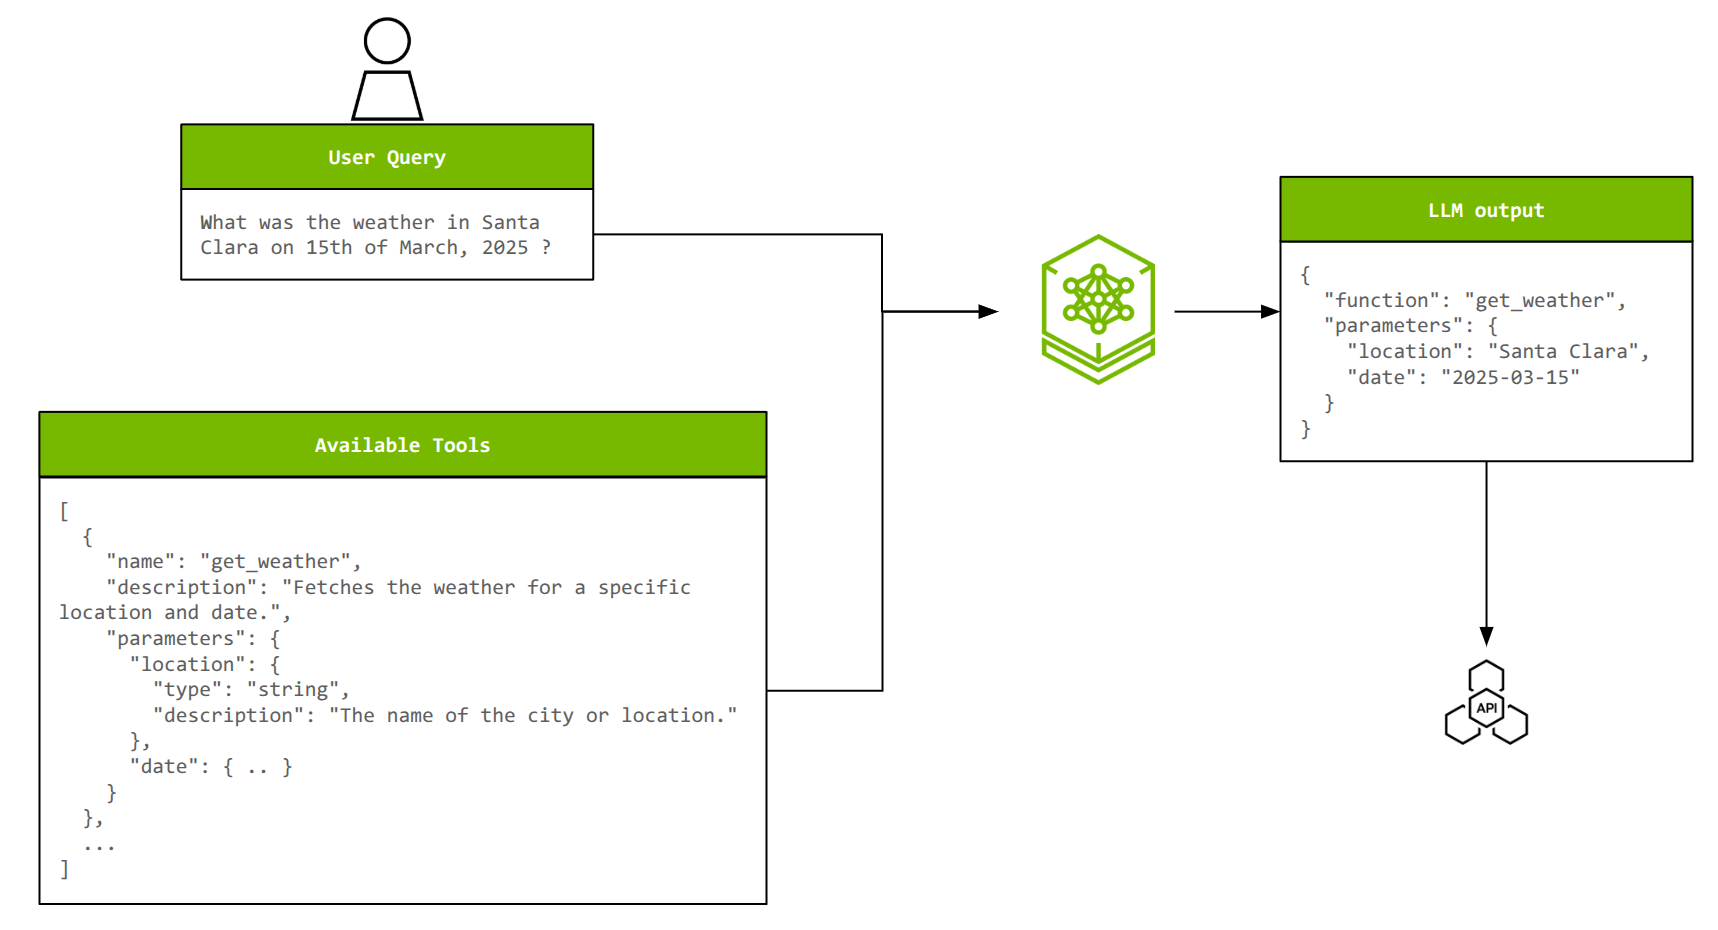 User Query
What was the weather in Santa
Clara on 15th of March, 2025 ?
Available Tools
[
  {
    "name": "get_weather",
    "description": "Fetches the weather for a specific
location and date.",
    "parameters": {
      "location": {
        "type": "string",
        "description": "The name of the city or location."
      },
      "date": { .. }
    }
  },
  ...
]
LLM output
{
  "function": "get_weather",
  "parameters": {
    "location": "Santa Clara",
    "date": "2025-03-15"
  }
}
API